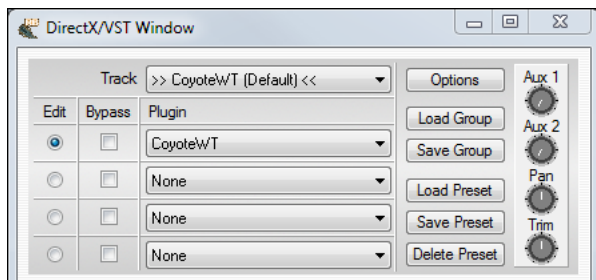 DirectX/VST Window
Track >> CoyoteWT (Default) << Options Aux 1
Edit Bypass Plugin Load Group Aux 2
CoyoteWT Save Group
None Load Preset Pan
None Save Preset Trim
None Delete Preset